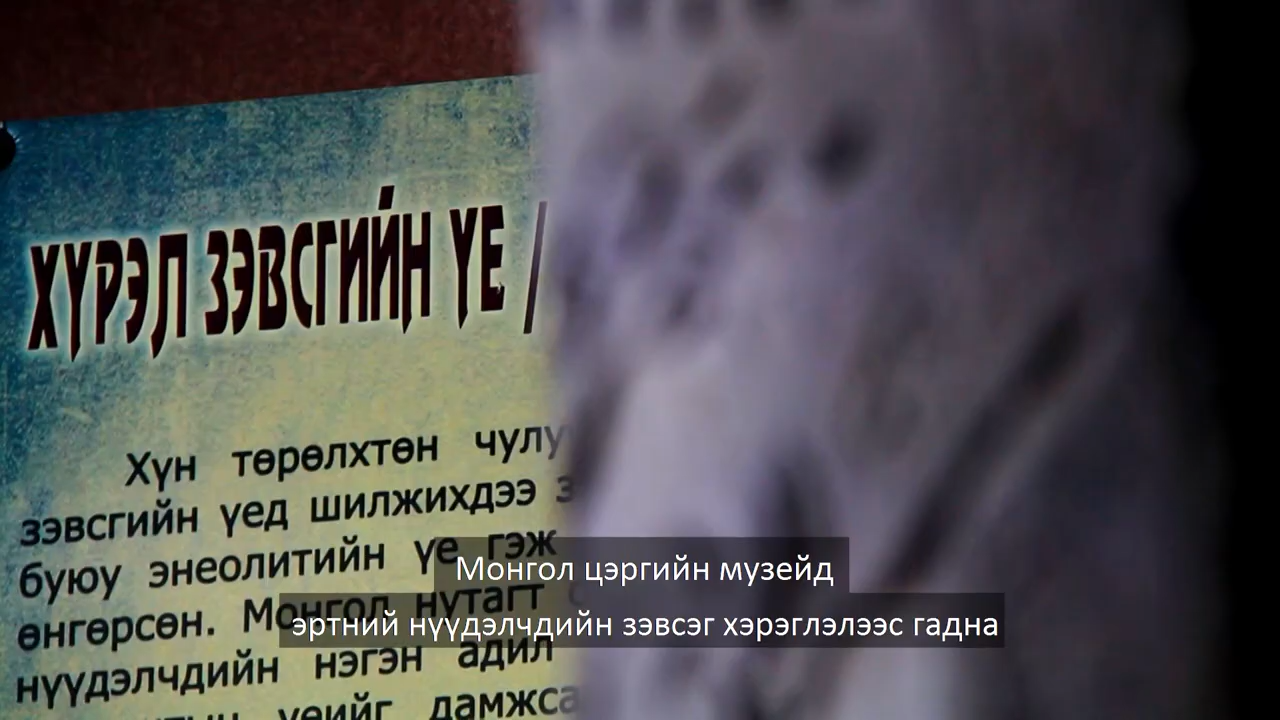 ХҮРЭЛ ЗЭВСГИЙН ҮЕ /
Хүн төрөлхтөн
зэвсгийн үед шилжихдээ
буюу энеолитийн үе гэж
өнгөрсөн. Монгол нутагт
нүүдэлчдийн нэгэн адил
үеийг
Монгол цэргийн музейд
эртний нүүдэлчдийн зэвсэг хэрэглэлээс гадна